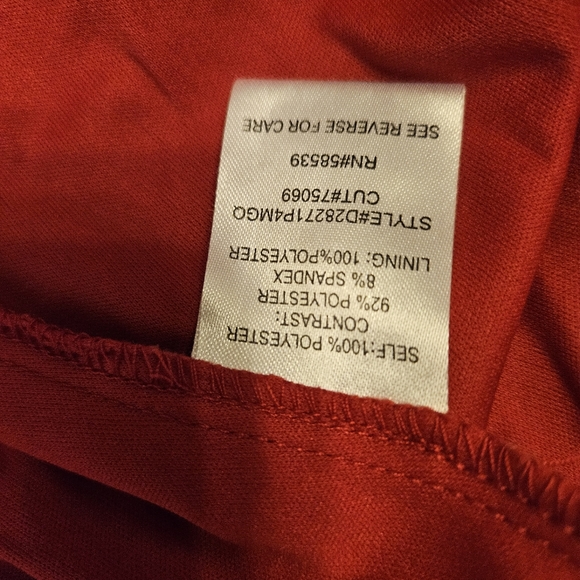 SELF:100% POLYESTER
CONTRAST:
92% POLYESTER
8% SPANDEX
LINING: 100%POLYESTER
STYLE#D28271P4MGQ
CUT#75069
RN#58539
SEE REVERSE FOR CARE